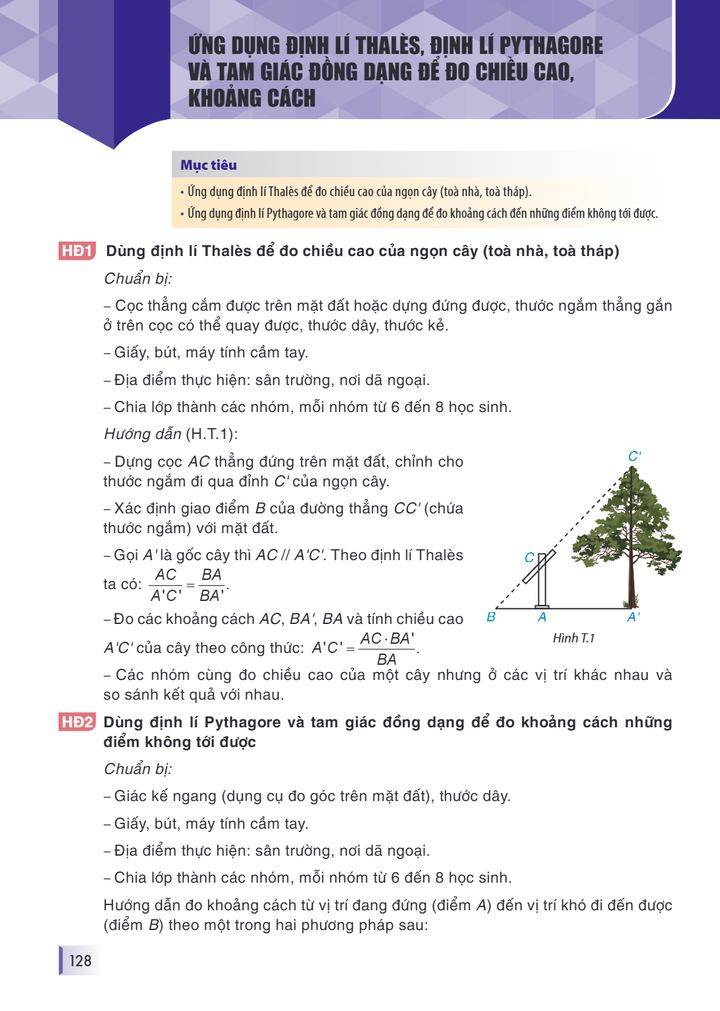 ỨNG DỤNG ĐỊNH LÍ THALÈS, ĐỊNH LÍ PYTHAGORE
VÀ TAM GIÁC ĐỒNG DẠNG ĐỂ ĐO CHIỀU CAO,
KHOẢNG CÁCH
Mục tiêu
• Ứng dụng định lí Thalès để đo chiều cao của ngọn cây (toà nhà, toà tháp).
• Ứng dụng định lí Pythagore và tam giác đồng dạng để đo khoảng cách đến những điểm không tới được.
HĐ1 Dùng định lí Thalès để đo chiều cao của ngọn cây (toà nhà, toà tháp)
Chuẩn bị:
– Cọc thẳng cắm được trên mặt đất hoặc dựng đứng được, thước ngắm thẳng gắn
ở trên cọc có thể quay được, thước dây, thước kẻ.
– Giấy, bút, máy tính cầm tay.
– Địa điểm thực hiện: sân trường, nơi dã ngoại.
– Chia lớp thành các nhóm, mỗi nhóm từ 6 đến 8 học sinh.
Hướng dẫn (H.T.1):
– Dựng cọc AC thẳng đứng trên mặt đất, chỉnh cho
thước ngắm đi qua đỉnh C' của ngọn cây.
– Xác định giao điểm B của đường thẳng CC' (chứa
thước ngắm) với mặt đất.
– Gọi A' là gốc cây thì AC // A'C'. Theo định lí Thalès
ta có: AC/A'C' = BA/BA'.
– Đo các khoảng cách AC, BA', BA và tính chiều cao
A'C' của cây theo công thức: A'C' = AC·BA'/BA.
C'
C
B A A'
Hình T.1
– Các nhóm cùng đo chiều cao của một cây nhưng ở các vị trí khác nhau và
so sánh kết quả với nhau.
HĐ2 Dùng định lí Pythagore và tam giác đồng dạng để đo khoảng cách những
điểm không tới được
Chuẩn bị:
– Giác kế ngang (dụng cụ đo góc trên mặt đất), thước dây.
– Giấy, bút, máy tính cầm tay.
– Địa điểm thực hiện: sân trường, nơi dã ngoại.
– Chia lớp thành các nhóm, mỗi nhóm từ 6 đến 8 học sinh.
Hướng dẫn đo khoảng cách từ vị trí đang đứng (điểm A) đến vị trí khó đi đến được
(điểm B) theo một trong hai phương pháp sau:
128